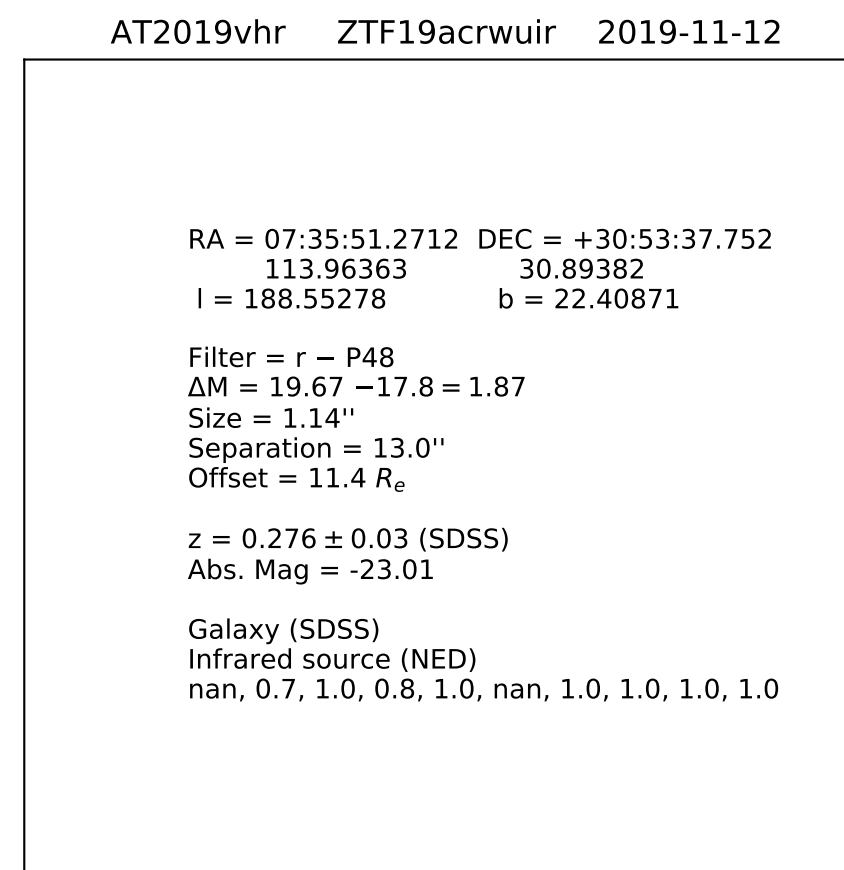 AT2019vhr ZTF19acrwuir 2019-11-12
RA = 07:35:51.2712 DEC = +30:53:37.752
113.96363 30.89382
l = 188.55278 b = 22.40871
Filter = r − P48
ΔM = 19.67 −17.8 = 1.87
Size = 1.14''
Separation = 13.0''
Offset = 11.4 Re
z = 0.276 ± 0.03 (SDSS)
Abs. Mag = -23.01
Galaxy (SDSS)
Infrared source (NED)
nan, 0.7, 1.0, 0.8, 1.0, nan, 1.0, 1.0, 1.0, 1.0